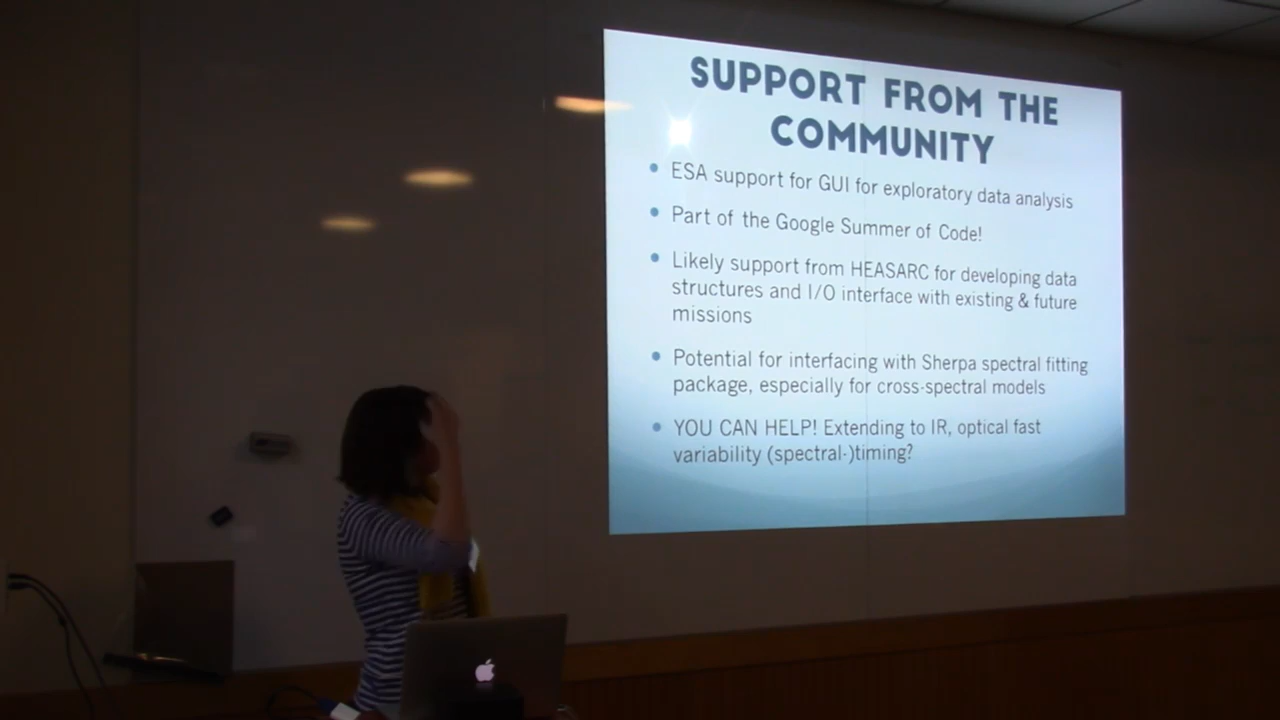 SUPPORT FROM THE
COMMUNITY
• ESA support for GUI for exploratory data analysis
• Part of the Google Summer of Code!
• Likely support from HEASARC for developing data
structures and I/O interface with existing & future
missions
• Potential for interfacing with Sherpa spectral fitting
package, especially for cross-spectral models
• YOU CAN HELP! Extending to IR, optical fast
variability (spectral-)timing?